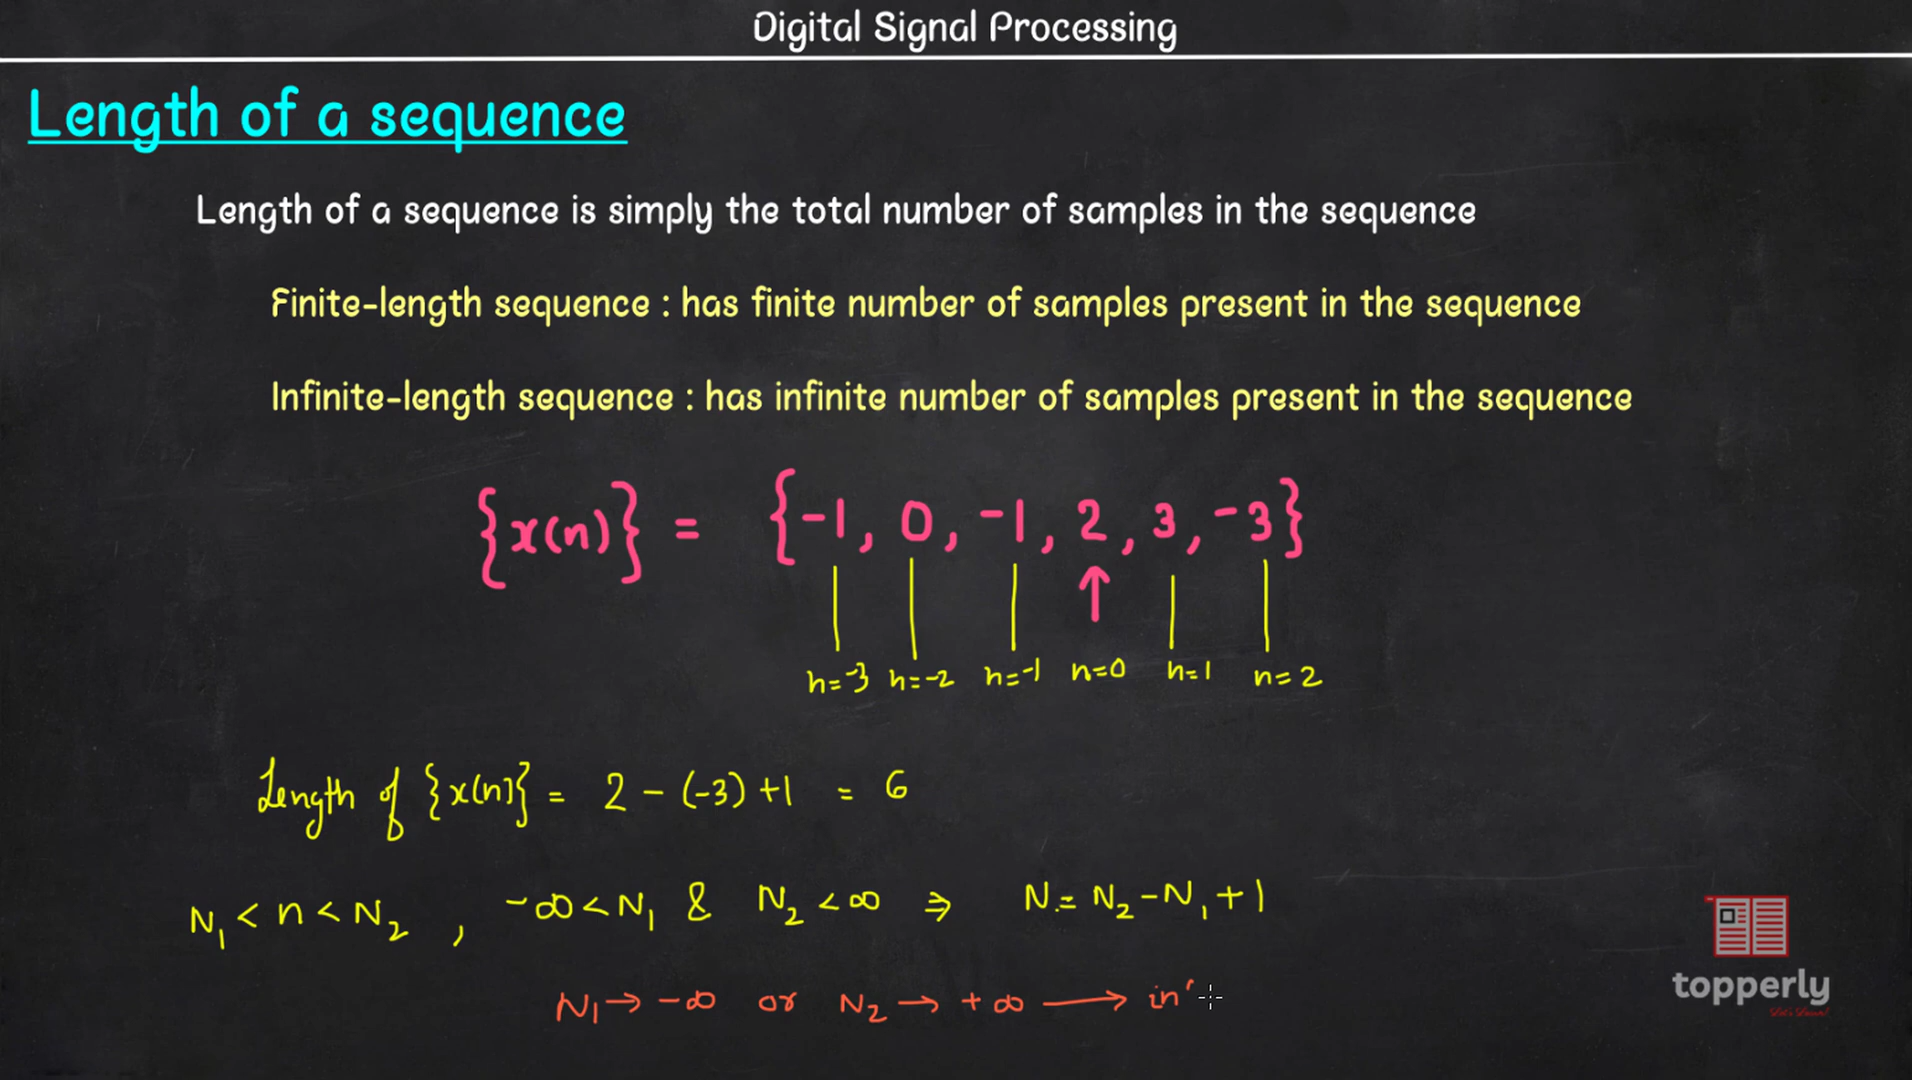 Digital Signal Processing
Length of a sequence
Length of a sequence is simply the total number of samples in the sequence
Finite-length sequence : has finite number of samples present in the sequence
Infinite-length sequence : has infinite number of samples present in the sequence
{x(n)} = {-1, 0, -1, 2, 3, -3}
↑
n=-3 n=-2 n=-1 n=0 n=1 n=2
Length of {x(n)} = 2 - (-3) +1 = 6
N₁ < n < N₂ , -∞ < N₁ & N₂ < ∞ ⇒ N = N₂ - N₁ + 1
N₁ → -∞ or N₂ → +∞ ⟶ in
topperly